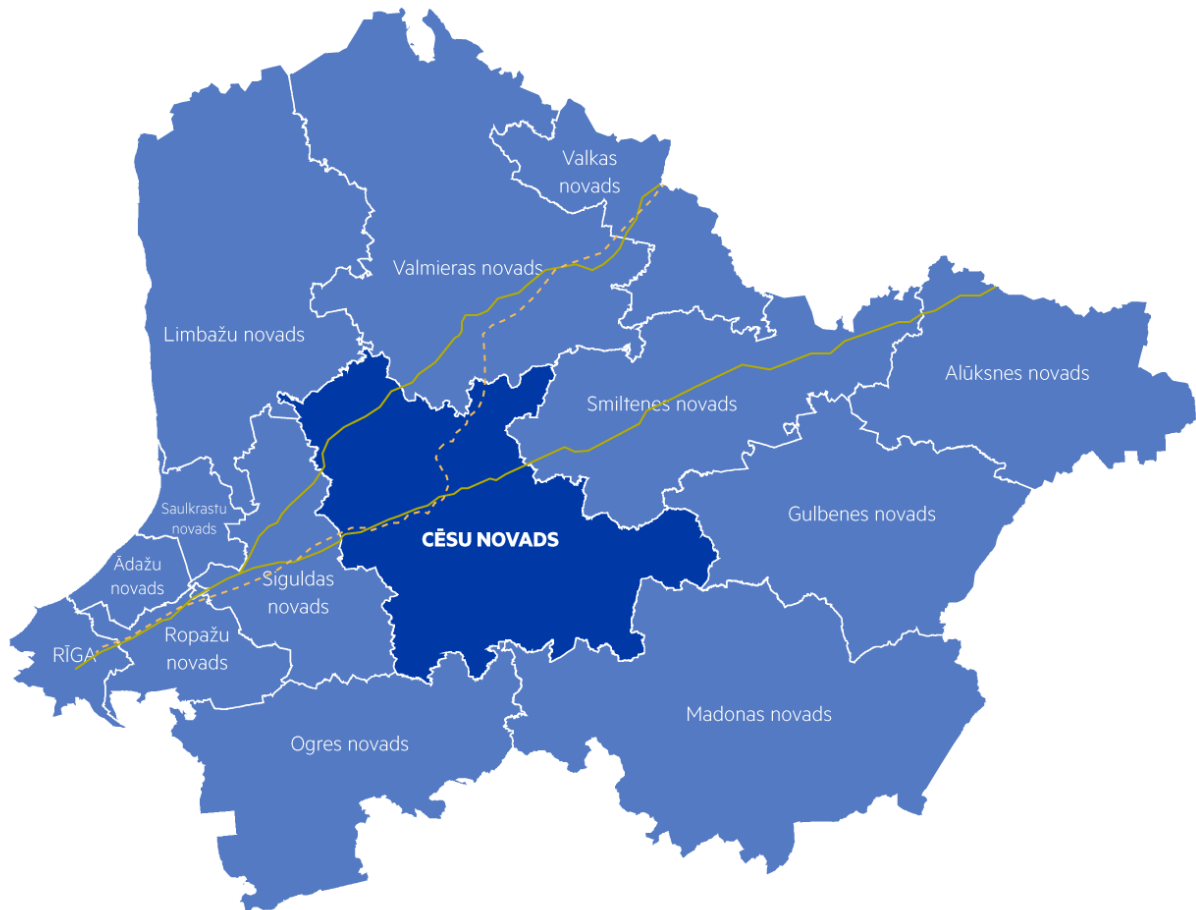 Valkas
novads
Valmieras novads
Limbažu novads
Alūksnes novads
Smiltenes novads
Saulkrastu
novads
Gulbenes novads
CĒSU NOVADS
Ādažu
novads
Siguldas
novads
Ropažu
novads
RĪGA
Madonas novads
Ogres novads